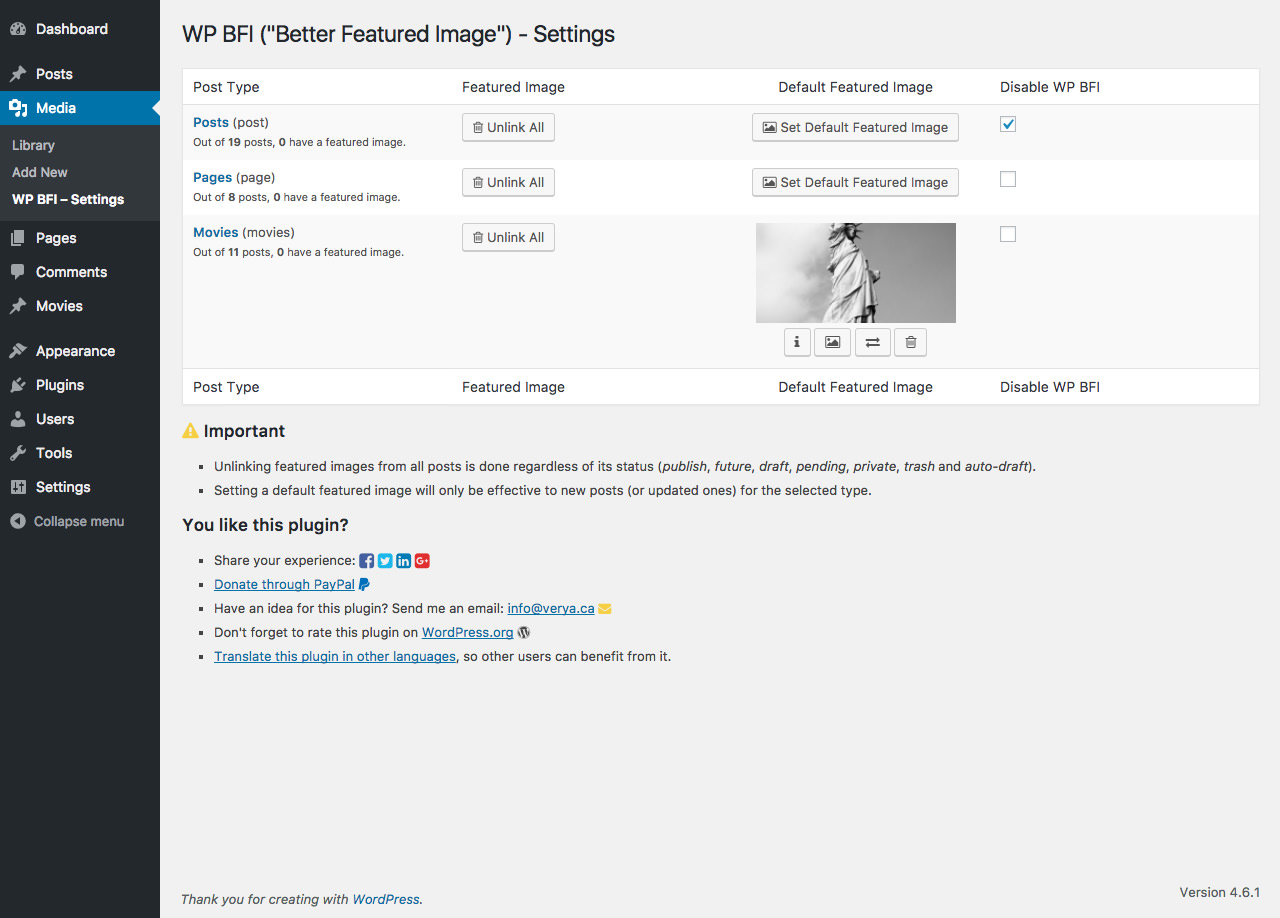 Dashboard
Posts
Media
Library
Add New
WP BFI – Settings
Pages
Comments
Movies
Appearance
Plugins
Users
Tools
Settings
Collapse menu
WP BFI ("Better Featured Image") - Settings
Post Type Featured Image Default Featured Image Disable WP BFI
Posts (post) Unlink All Set Default Featured Image
Out of 19 posts, 0 have a featured image.
Pages (page) Unlink All Set Default Featured Image
Out of 8 posts, 0 have a featured image.
Movies (movies) Unlink All
Out of 11 posts, 0 have a featured image.
Post Type Featured Image Default Featured Image Disable WP BFI
Important
Unlinking featured images from all posts is done regardless of its status (publish, future, draft, pending, private, trash and auto-draft).
Setting a default featured image will only be effective to new posts (or updated ones) for the selected type.
You like this plugin?
Share your experience:
Donate through PayPal
Have an idea for this plugin? Send me an email: info@verya.ca
Don't forget to rate this plugin on WordPress.org
Translate this plugin in other languages, so other users can benefit from it.
Thank you for creating with WordPress.
Version 4.6.1